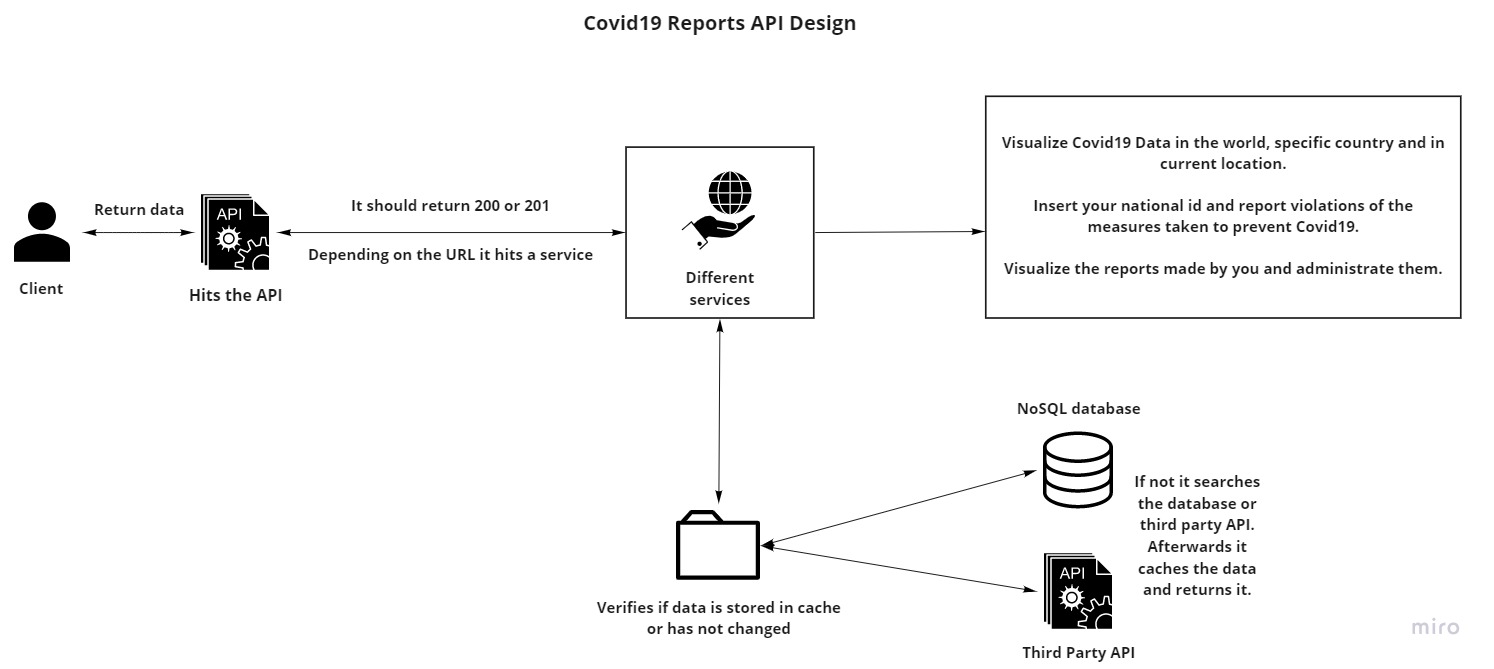 Covid19 Reports API Design
Visualize Covid19 Data in the world, specific country and in
current location.
Insert your national id and report violations of the
measures taken to prevent Covid19.
Visualize the reports made by you and administrate them.
Return data
API
It should return 200 or 201
Depending on the URL it hits a service
Client
Hits the API
Different
services
NoSQL database
If not it searches
the database or
third party API.
Afterwards it
caches the data
and returns it.
API
Verifies if data is stored in cache
or has not changed
Third Party API
miro